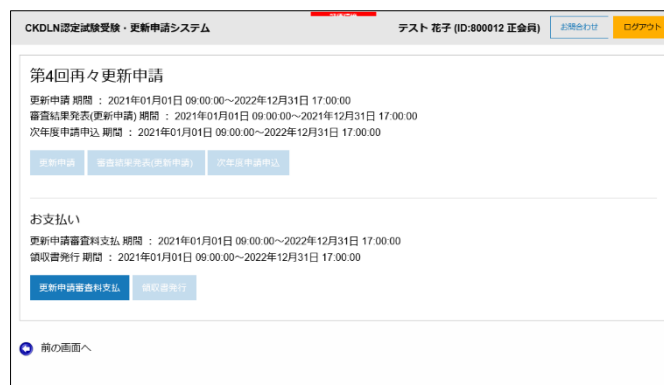 CKDLN認定試験受験・更新申請システム
テスト 花子 (ID:800012 正会員)
お問合わせ
ログアウト
第4回再々更新申請
更新申請 期間 ： 2021年01月01日 09:00:00～2022年12月31日 17:00:00
審査結果発表(更新申請) 期間 ： 2021年01月01日 09:00:00～2021年12月31日 17:00:00
次年度申請申込 期間 ： 2021年01月01日 09:00:00～2022年12月31日 17:00:00
更新申請
審査結果発表(更新申請)
次年度申請申込
お支払い
更新申請審査料支払 期間 ： 2021年01月01日 09:00:00～2022年12月31日 17:00:00
領収書発行 期間 ： 2021年01月01日 09:00:00～2022年12月31日 17:00:00
更新申請審査料支払
領収書発行
前の画面へ